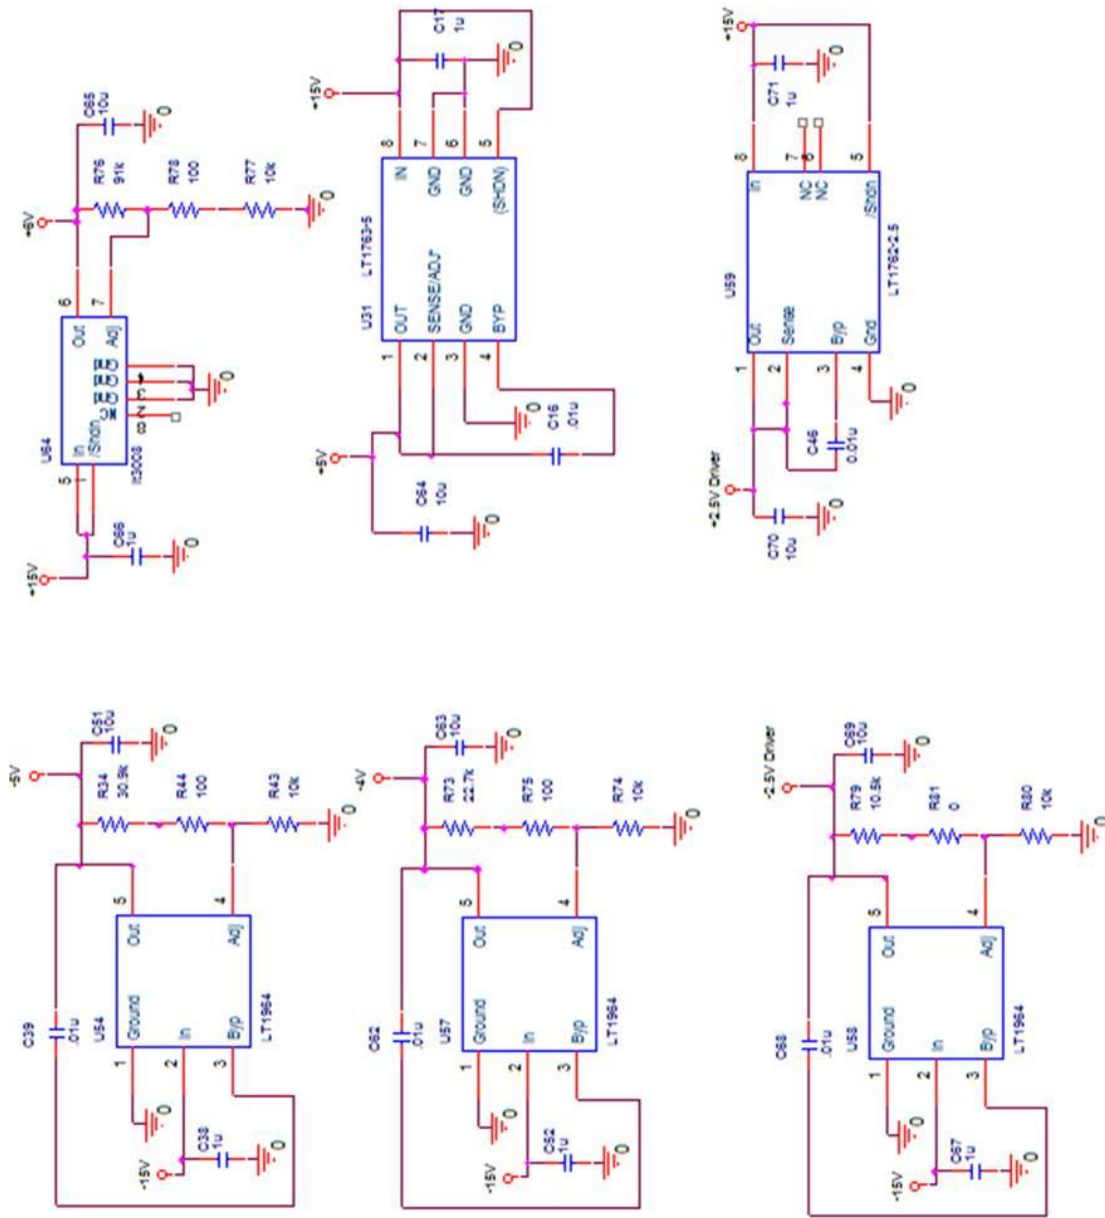 +15V
C66
1u
0
U64
5
1
In
/Shdn
lt3008
Out
Adj
6
7
8
2
3
4
0
+6V
C65
10u
0
R76
91k
R78
100
R77
10k
0
+5V
C64
10u
0
C16
.01u
0
U31
LT1763-5
1
2
3
4
OUT
SENSE/ADJ*
GND
BYP
IN
GND
GND
(SHDN)
8
7
6
5
+15V
C17
1u
0
+2.5V Driver
C70
10u
0
C46
0.01u
0
U59
LT1762-2.5
1
2
3
4
Out
Sense
Byp
Gnd
In
NC
NC
/Shdn
8
7
6
5
+15V
C71
1u
0
-5V
C51
10u
0
R34
30.9k
R44
100
R43
10k
0
C39
.01u
U54
LT1964
Ground
In
Byp
Out
Adj
1
2
3
5
4
0
-15V
C38
1u
0
-4V
C63
10u
0
R73
22.7k
R75
100
R74
10k
0
C62
.01u
U57
LT1964
Ground
In
Byp
Out
Adj
1
2
3
5
4
0
-15V
C52
1u
0
-2.5V Driver
C69
10u
0
R79
10.5k
R81
0
R80
10k
0
C68
.01u
U58
LT1964
Ground
In
Byp
Out
Adj
1
2
3
5
4
0
-15V
C67
1u
0